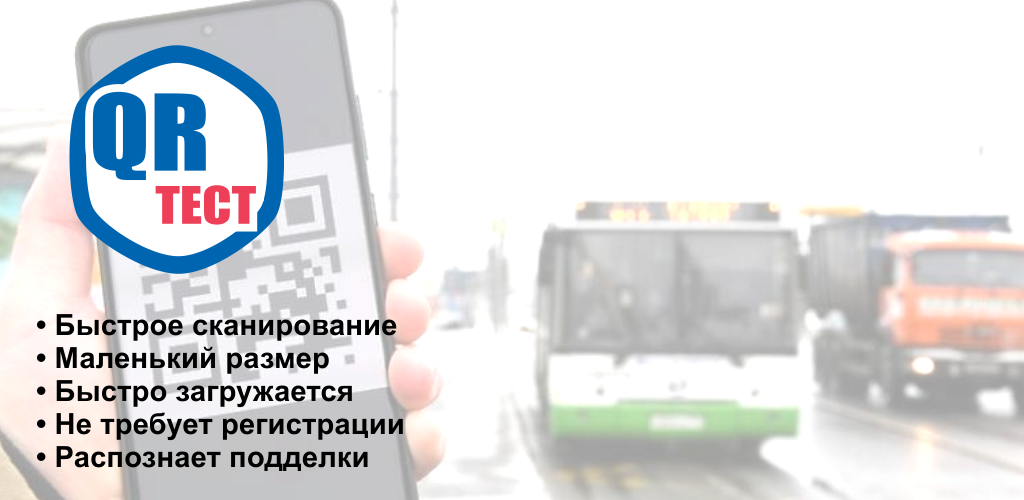 QR
ТЕСТ
• Быстрое сканирование
• Маленький размер
• Быстро загружается
• Не требует регистрации
• Распознает подделки